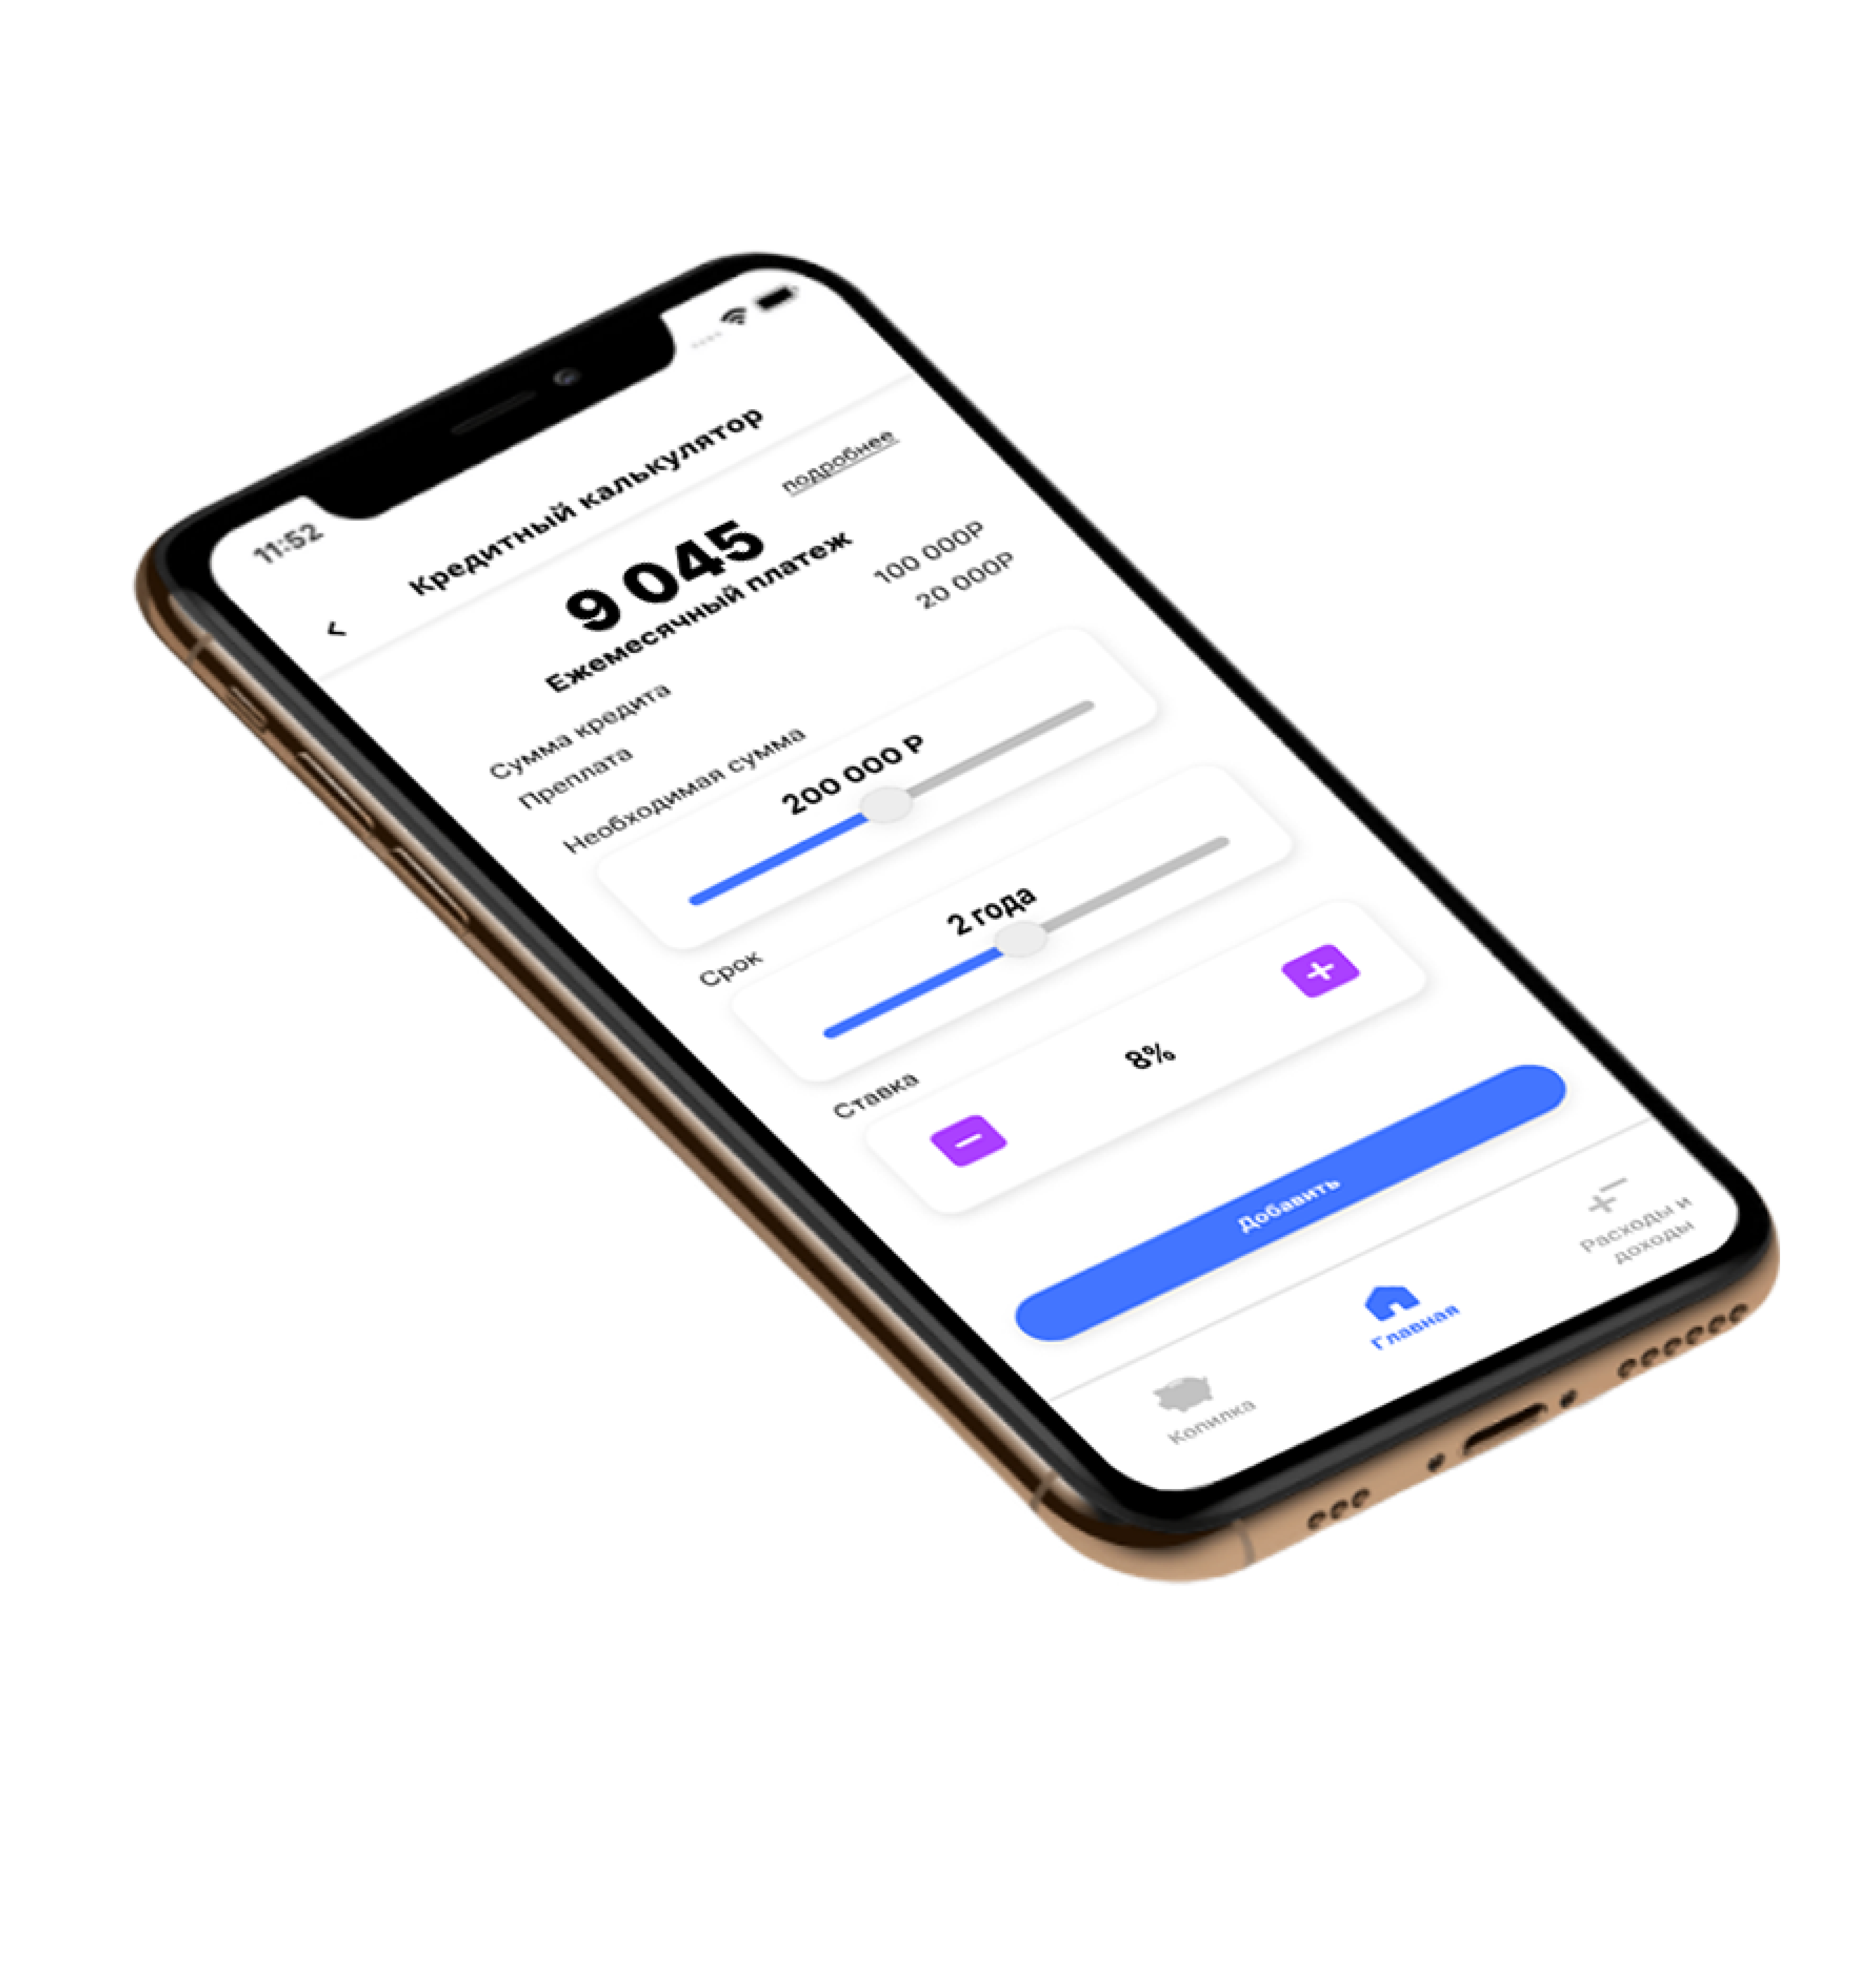 11:52
Кредитный калькулятор
подробнее
9 045
Ежемесячный платеж
Сумма кредита 100 000Р
Преплата 20 000Р
Необходимая сумма
200 000 Р
Срок
2 года
Ставка
8%
Добавить
Копилка
Главная
Расходы и
доходы